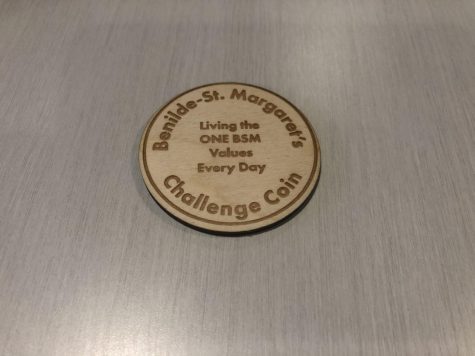 Benilde-St. Margaret's
Living the
ONE BSM
Values
Every Day
Challenge Coin